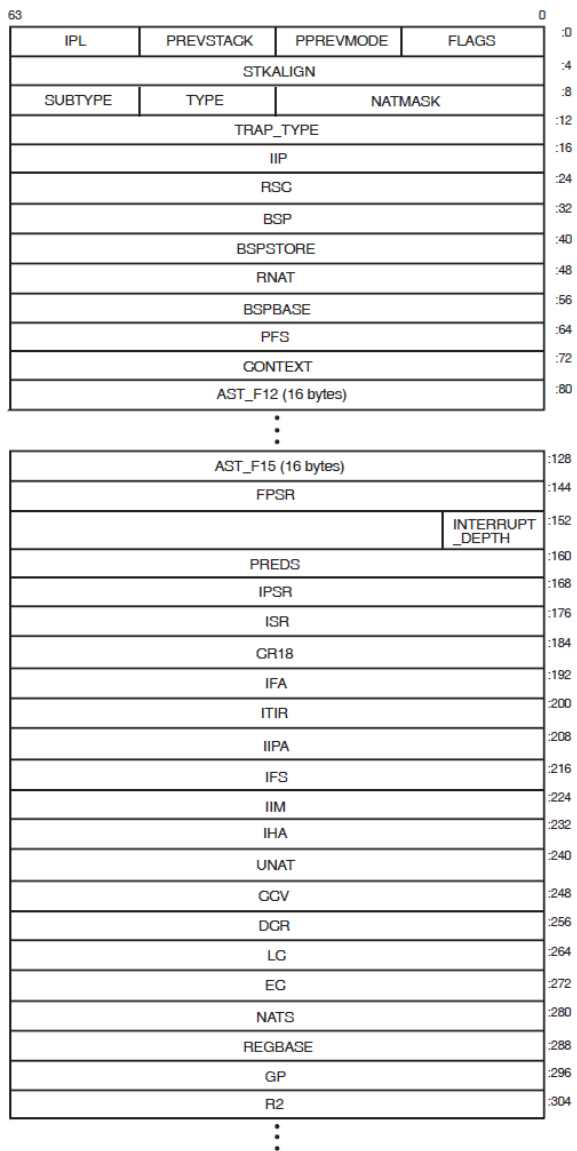 63 0
IPL PREVSTACK PPREVMODE FLAGS :0
STKALIGN :4
SUBTYPE TYPE NATMASK :8
TRAP_TYPE :12
IIP :16
RSC :24
BSP :32
BSPSTORE :40
RNAT :48
BSPBASE :56
PFS :64
CONTEXT :72
AST_F12 (16 bytes) :80
AST_F15 (16 bytes) :128
FPSR :144
INTERRUPT :152
_DEPTH
PREDS :160
IPSR :168
ISR :176
CR18 :184
IFA :192
ITIR :200
IIPA :208
IFS :216
IIM :224
IHA :232
UNAT :240
CCV :248
DCR :256
LC :264
EC :272
NATS :280
REGBASE :288
GP :296
R2 :304